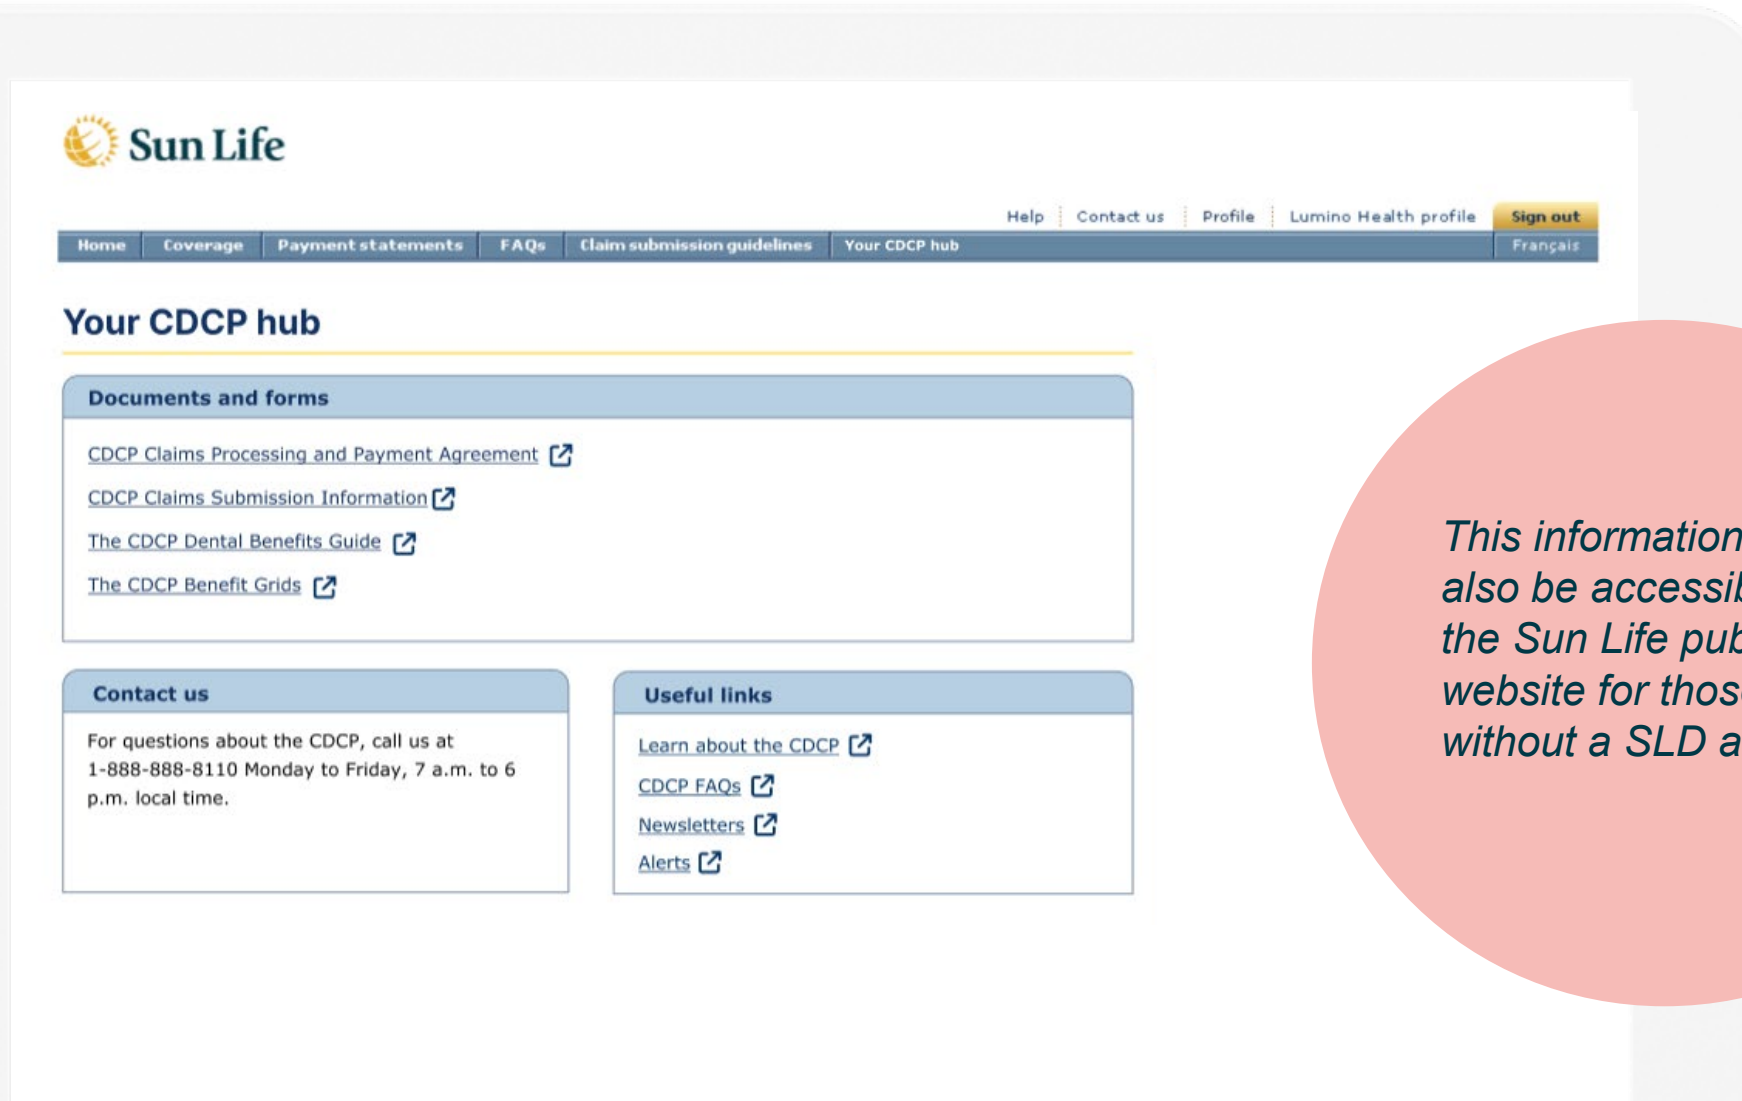 Sun Life
Help Contact us Profile Lumino Health profile Sign out
Home Coverage Payment statements FAQs Claim submission guidelines Your CDCP hub Français
Your CDCP hub
Documents and forms
CDCP Claims Processing and Payment Agreement
CDCP Claims Submission Information
The CDCP Dental Benefits Guide
The CDCP Benefit Grids
Contact us
For questions about the CDCP, call us at
1-888-888-8110 Monday to Friday, 7 a.m. to 6
p.m. local time.
Useful links
Learn about the CDCP
CDCP FAQs
Newsletters
Alerts
This information
also be
the Sun Life
website for
without a SLD